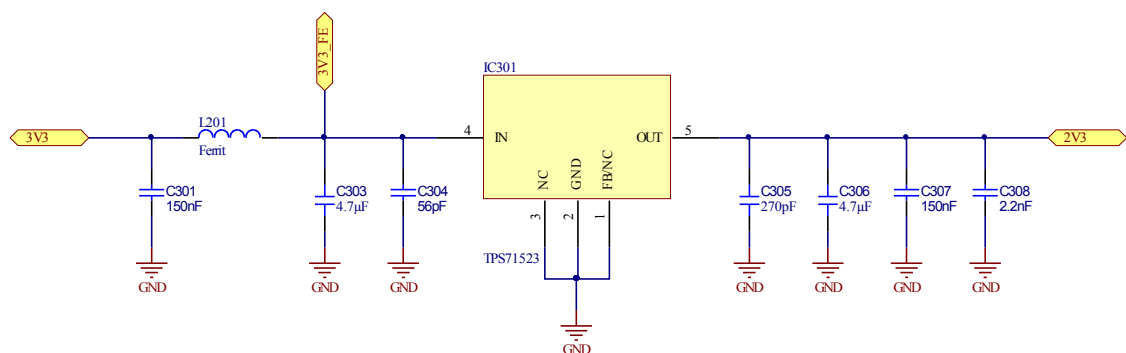 3V3_FE
IC301
3V3
L201
Ferrit
4
IN
OUT
5
2V3
C301
150nF
C303
4.7µF
C304
56pF
NC
GND
FB/NC
C305
270pF
C306
4.7µF
C307
150nF
C308
2.2nF
3
2
1
TPS71523
GND
GND
GND
GND
GND
GND
GND
GND